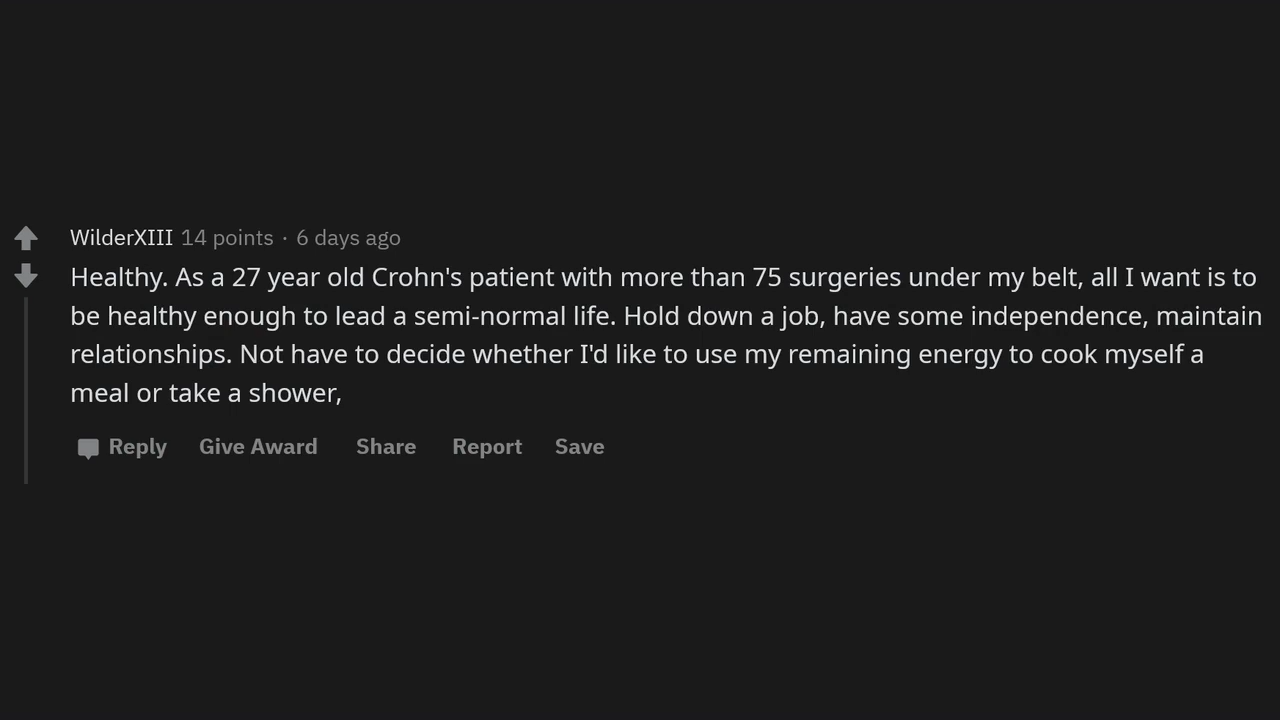 WilderXIII 14 points · 6 days ago
Healthy. As a 27 year old Crohn's patient with more than 75 surgeries under my belt, all I want is to
be healthy enough to lead a semi-normal life. Hold down a job, have some independence, maintain
relationships. Not have to decide whether I'd like to use my remaining energy to cook myself a
meal or take a shower,
Reply Give Award Share Report Save